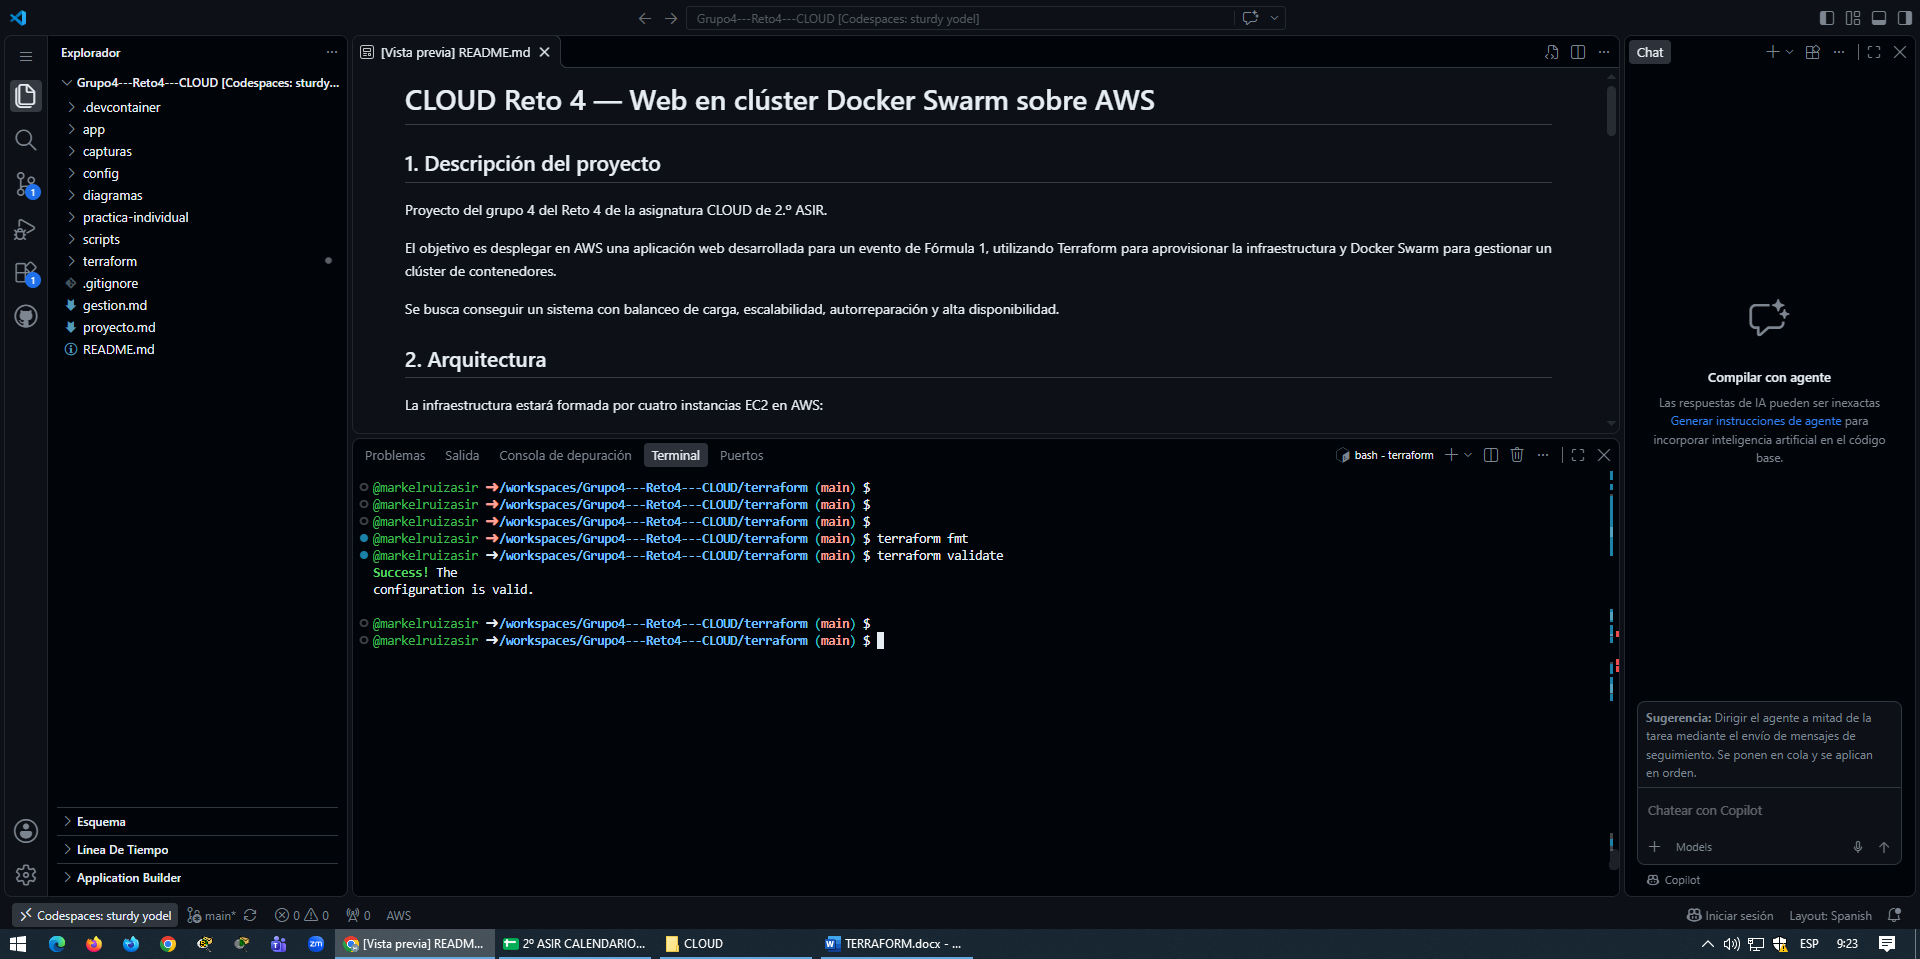 Grupo4---Reto4---CLOUD [Codespaces: sturdy yodel]
Explorador
Grupo4---Reto4---CLOUD [Codespaces: sturdy...
.devcontainer
app
capturas
config
diagramas
practica-individual
scripts
terraform
.gitignore
gestion.md
proyecto.md
README.md
Esquema
Línea De Tiempo
Application Builder
1
1
[Vista previa] README.md
CLOUD Reto 4 — Web en clúster Docker Swarm sobre AWS
1. Descripción del proyecto
Proyecto del grupo 4 del Reto 4 de la asignatura CLOUD de 2.º ASIR.
El objetivo es desplegar en AWS una aplicación web desarrollada para un evento de Fórmula 1, utilizando Terraform para aprovisionar la infraestructura y Docker Swarm para gestionar un
clúster de contenedores.
Se busca conseguir un sistema con balanceo de carga, escalabilidad, autorreparación y alta disponibilidad.
2. Arquitectura
La infraestructura estará formada por cuatro instancias EC2 en AWS:
Problemas Salida Consola de depuración Terminal Puertos
bash - terraform
@markelruizasir ➜/workspaces/Grupo4---Reto4---CLOUD/terraform (main) $
@markelruizasir ➜/workspaces/Grupo4---Reto4---CLOUD/terraform (main) $
@markelruizasir ➜/workspaces/Grupo4---Reto4---CLOUD/terraform (main) $
@markelruizasir ➜/workspaces/Grupo4---Reto4---CLOUD/terraform (main) $ terraform fmt
@markelruizasir ➜/workspaces/Grupo4---Reto4---CLOUD/terraform (main) $ terraform validate
Success! The
configuration is valid.
@markelruizasir ➜/workspaces/Grupo4---Reto4---CLOUD/terraform (main) $
@markelruizasir ➜/workspaces/Grupo4---Reto4---CLOUD/terraform (main) $
Chat
Compilar con agente
Las respuestas de IA pueden ser inexactas
Generar instrucciones de agente para
incorporar inteligencia artificial en el código
base.
Sugerencia: Dirigir el agente a mitad de la
tarea mediante el envío de mensajes de
seguimiento. Se ponen en cola y se aplican
en orden.
Chatear con Copilot
Models
Copilot
Codespaces: sturdy yodel main* 0 0 0 AWS
Iniciar sesión Layout: Spanish
[Vista previa] READM...
2º ASIR CALENDARIO...
CLOUD
TERRAFORM.docx - ...
ESP 9:23